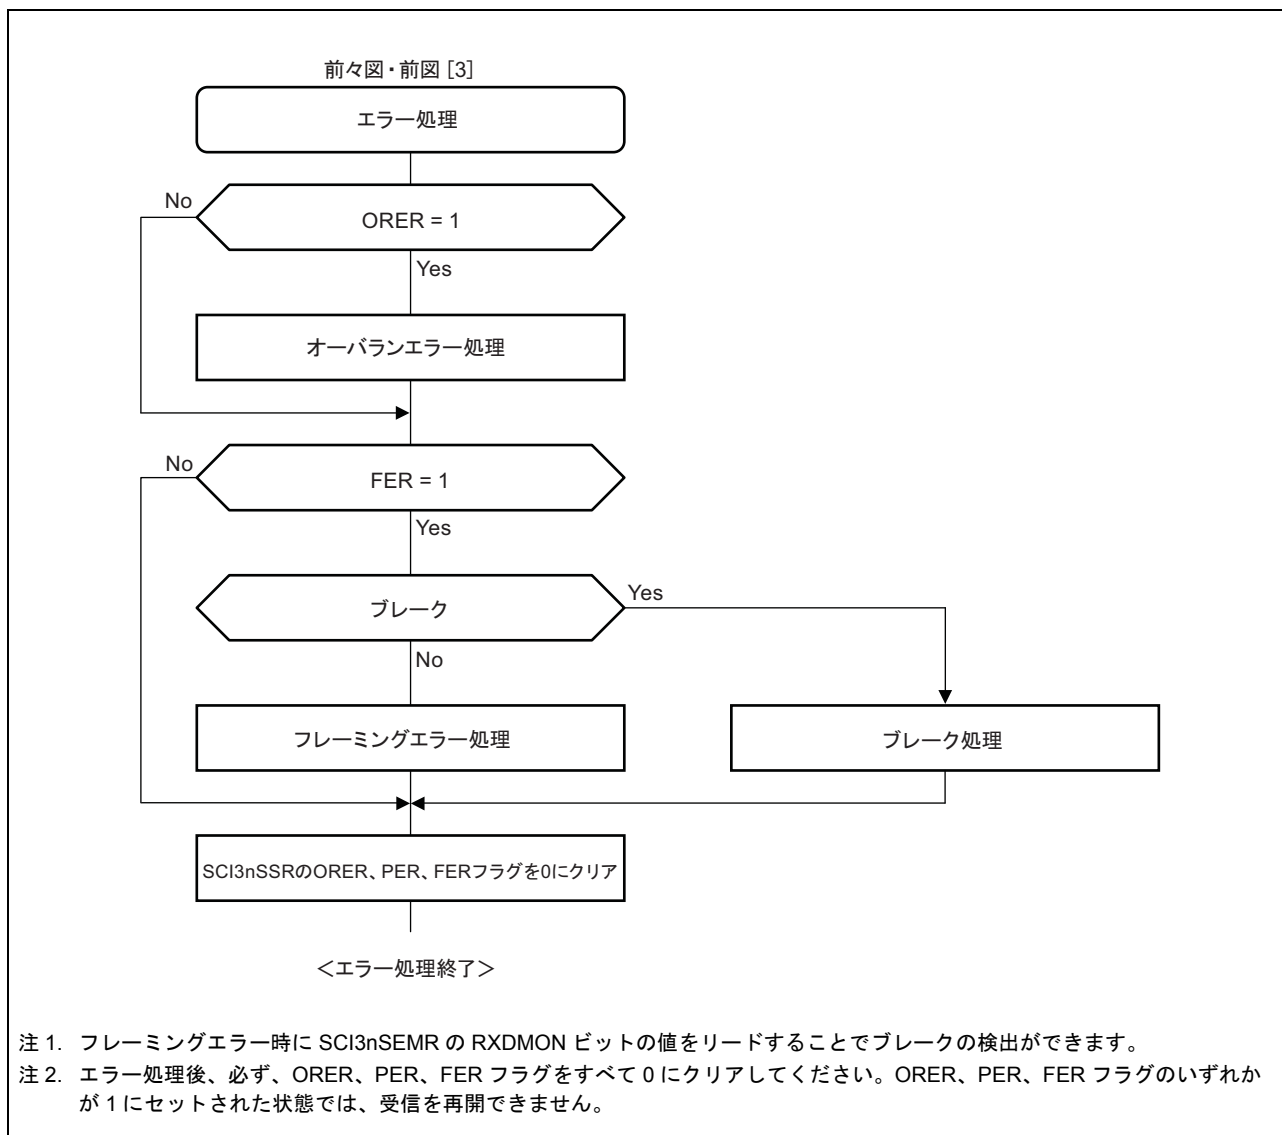 前々図・前図 [3]
エラー処理
No
ORER = 1
Yes
オーバランエラー処理
No
FER = 1
Yes
ブレーク
Yes
No
フレーミングエラー処理
ブレーク処理
SCI3nSSRのORER、PER、FERフラグを0にクリア
＜エラー処理終了＞
注 1. フレーミングエラー時に SCI3nSEMR の RXDMON ビットの値をリードすることでブレークの検出ができます。
注 2. エラー処理後、必ず、ORER、PER、FER フラグをすべて 0 にクリアしてください。ORER、PER、FER フラグのいずれか
が 1 にセットされた状態では、受信を再開できません。